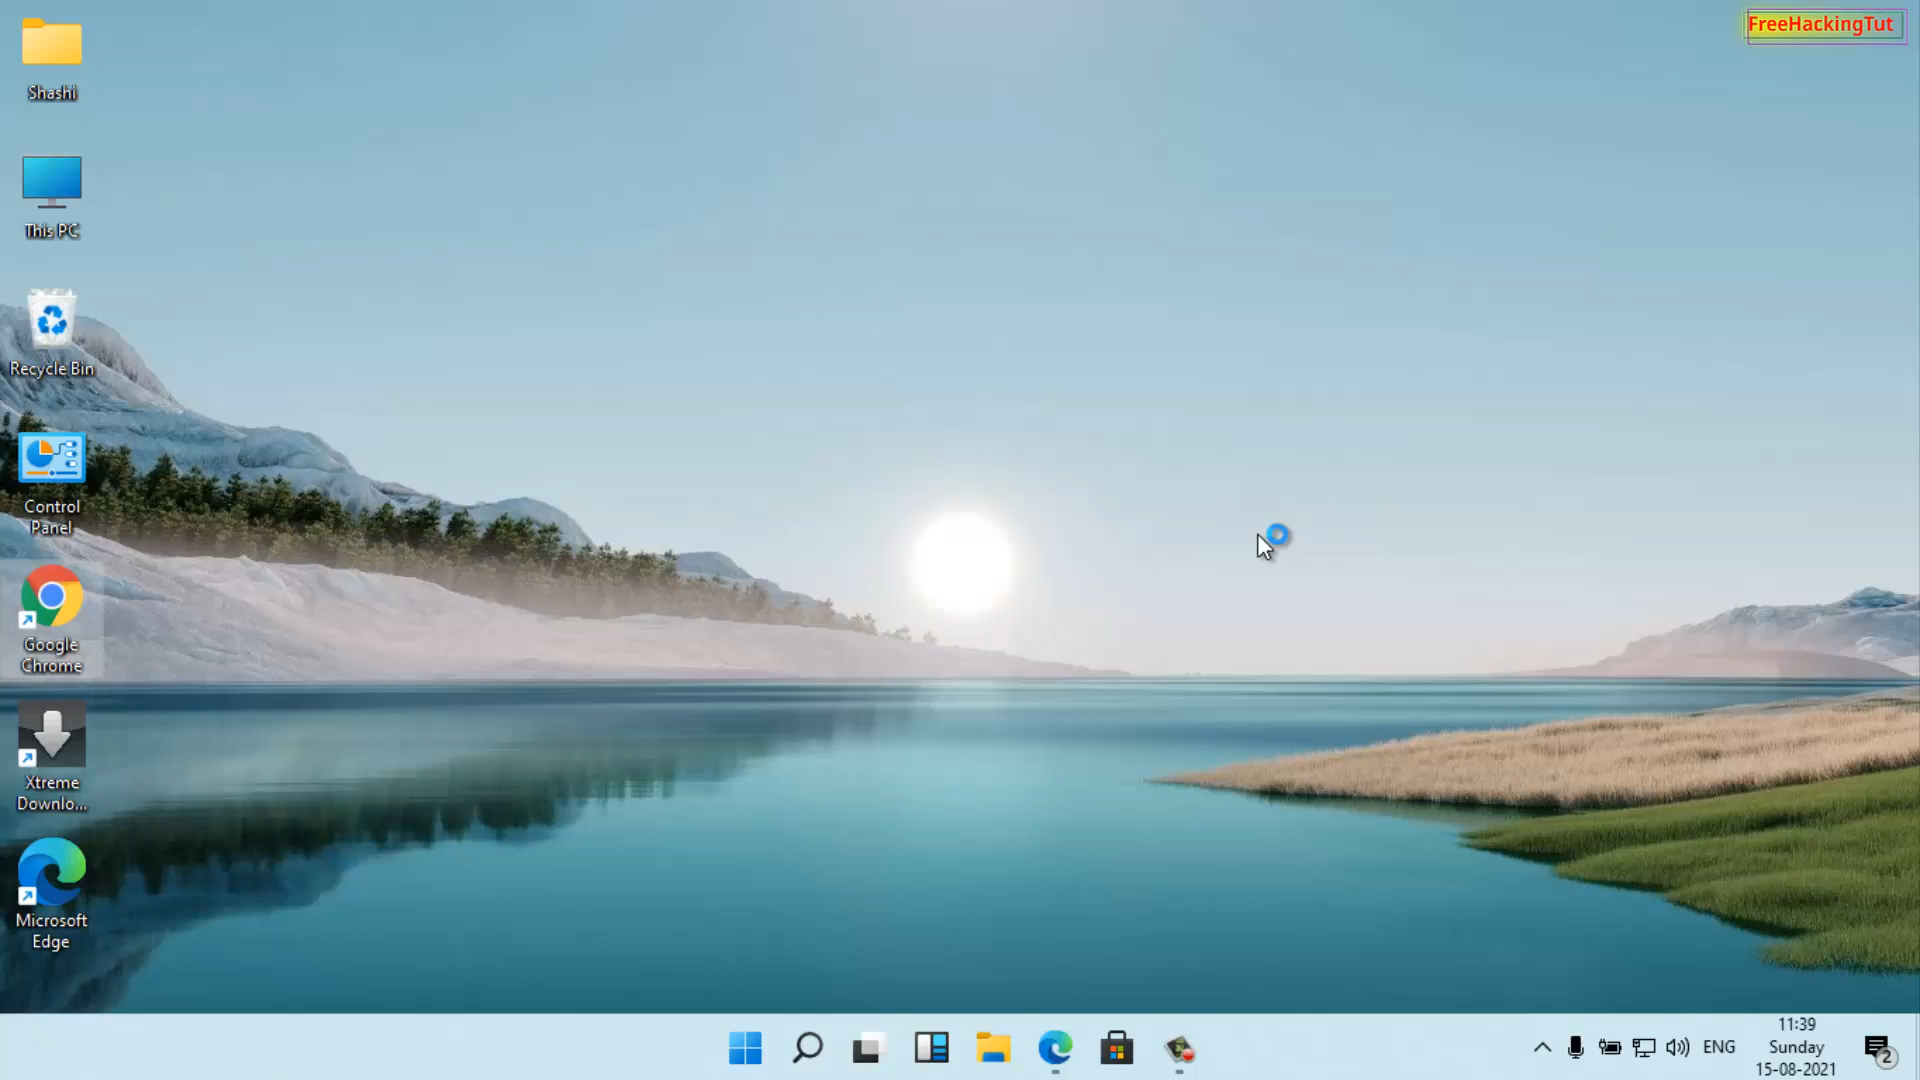 FreeHackingTut
Shashi
This PC
Recycle Bin
Control
Panel
Google
Chrome
Xtreme
Downlo...
Microsoft
Edge
ENG
11:39
Sunday
15-08-2021
2